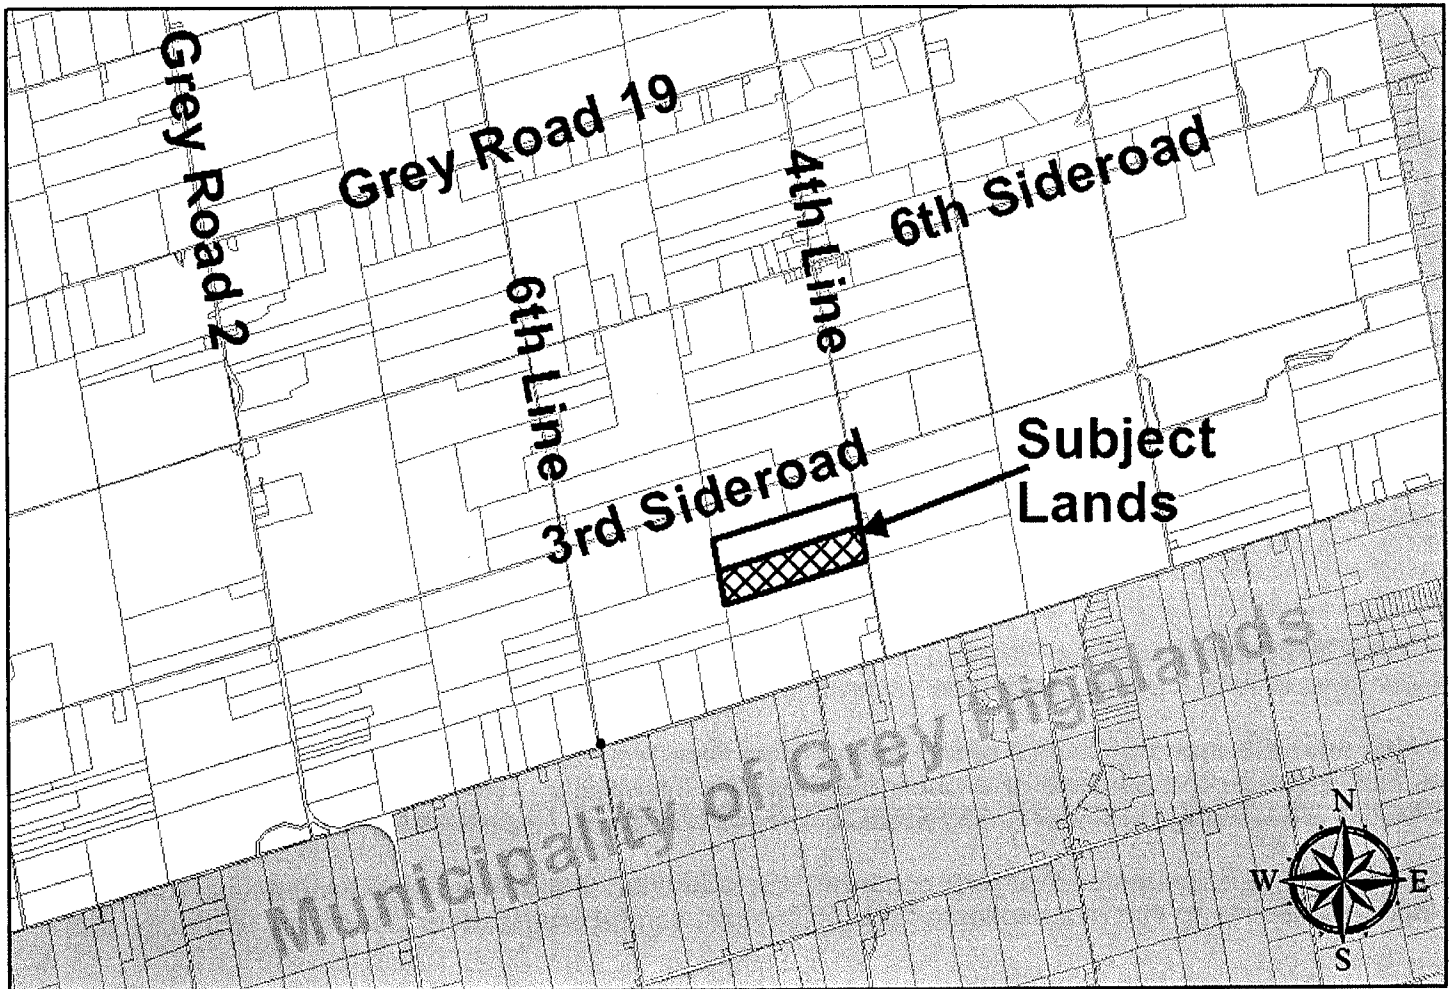 Grey Road 2
Grey Road 19
4th Line
6th Sideroad
6th Line
3rd Sideroad
Subject
Lands
Municipality of Grey Highlands
N
W
E
S